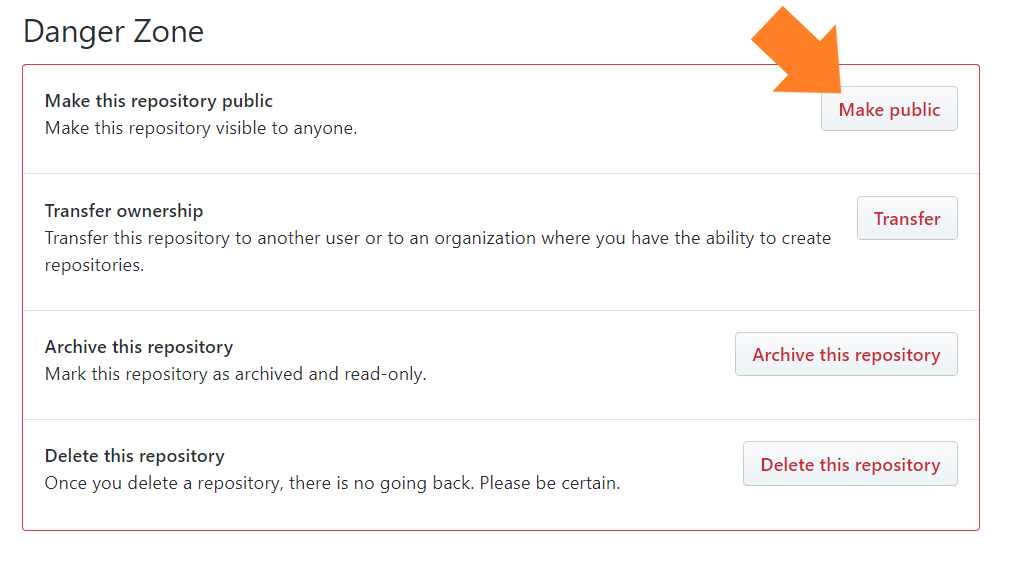 Danger Zone
Make this repository public
Make this repository visible to anyone.
Make public
Transfer ownership
Transfer this repository to another user or to an organization where you have the ability to create
repositories.
Transfer
Archive this repository
Mark this repository as archived and read-only.
Archive this repository
Delete this repository
Once you delete a repository, there is no going back. Please be certain.
Delete this repository